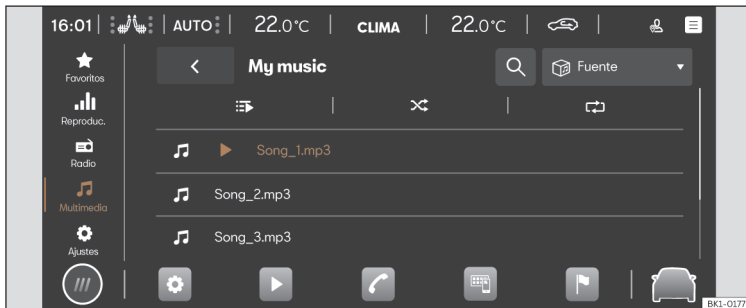 16:01 AUTO 22.0°C CLIMA 22.0°C
My music
Fuente
Favoritos
Reproduc.
Radio
Multimedia
Ajustes
Song_1.mp3
Song_2.mp3
Song_3.mp3
BK1-0177